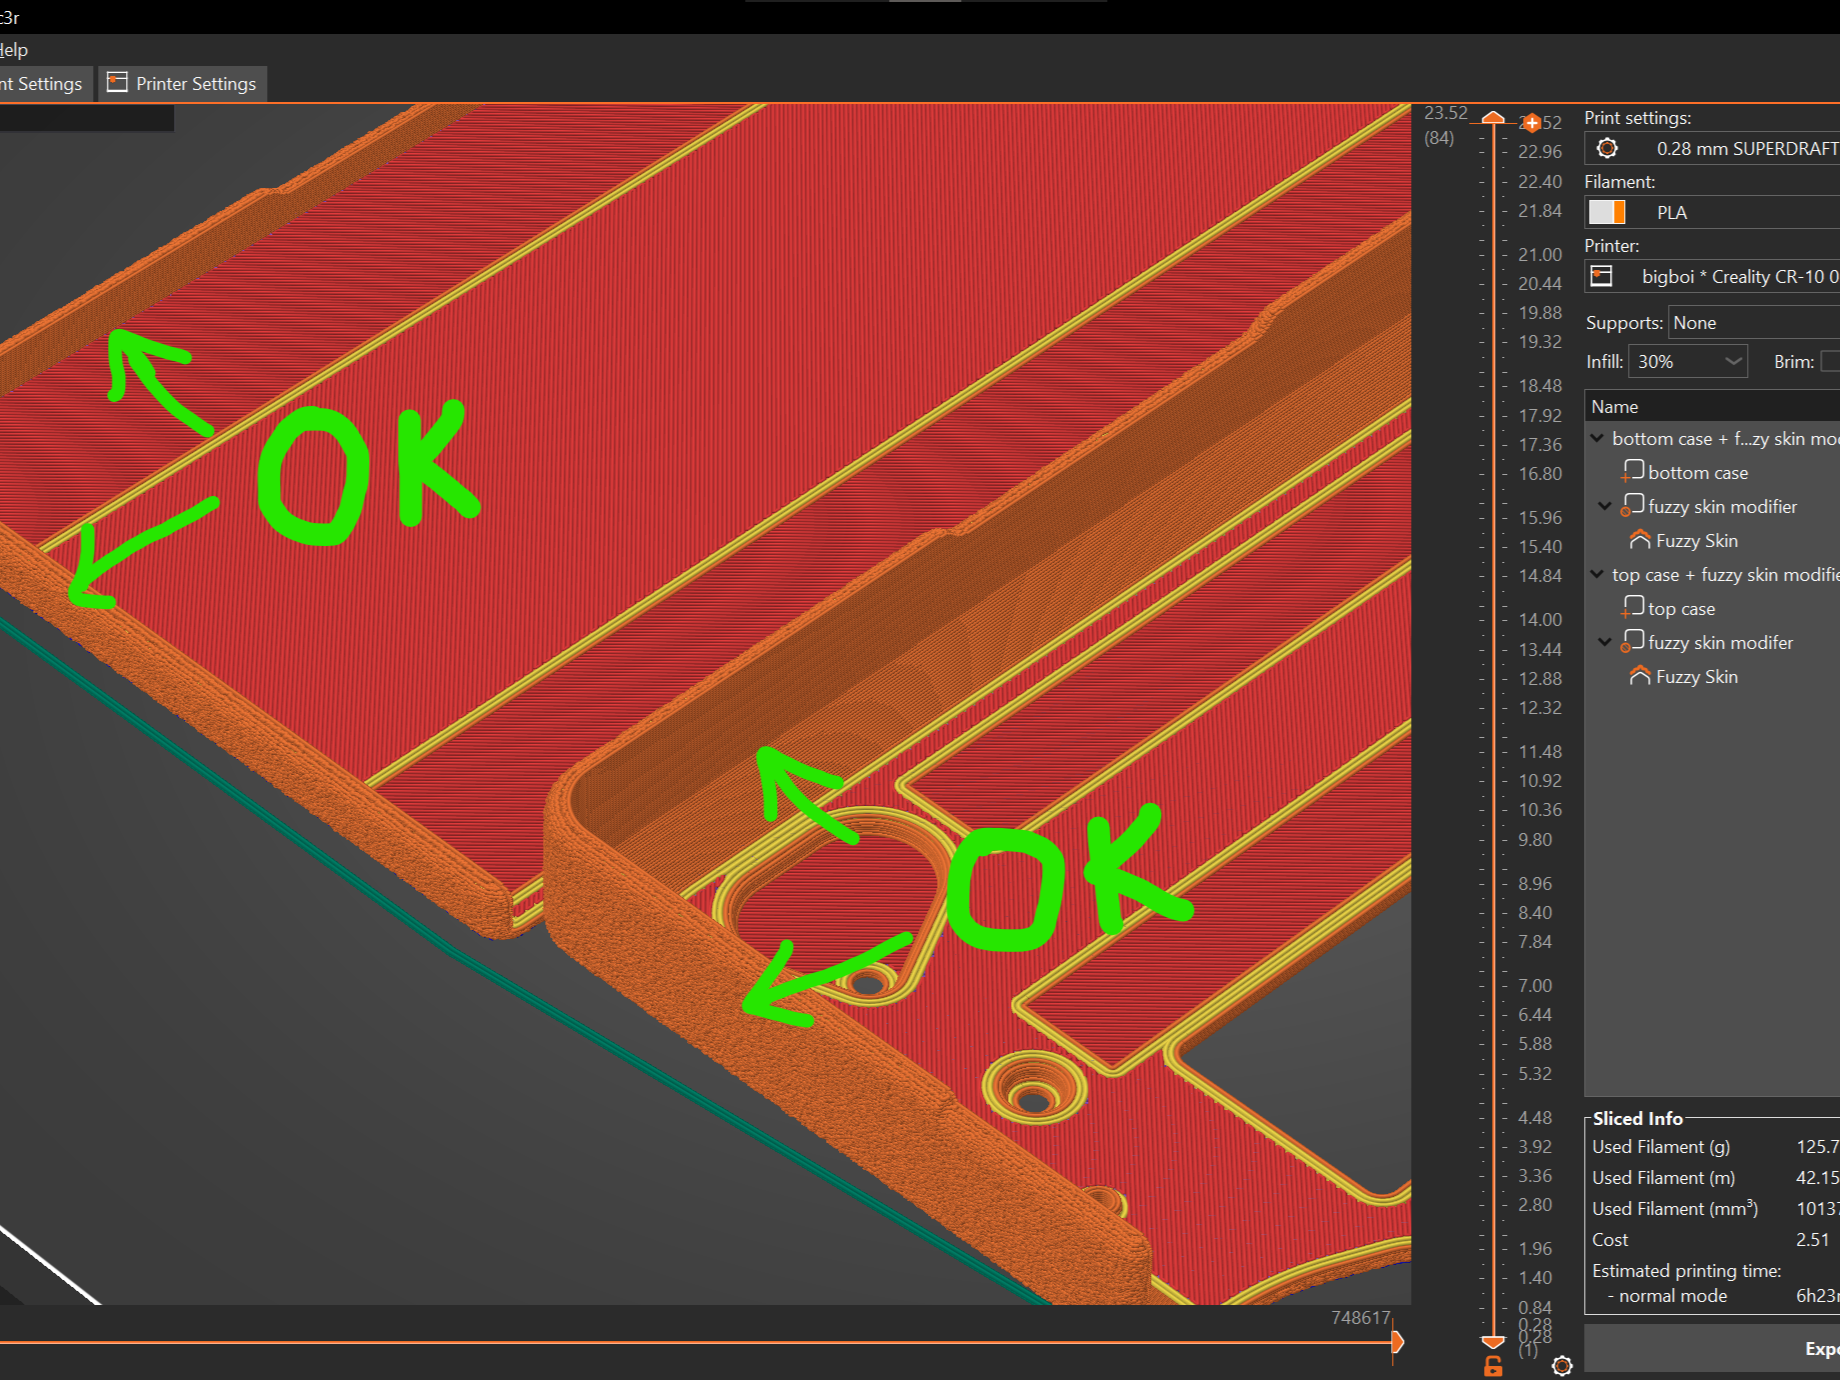 c3r
Help
nt Settings
Printer Settings
OK
OK
23.52
(84)
22.96
22.40
21.84
21.00
20.44
19.88
19.32
18.48
17.92
17.36
16.80
15.96
15.40
14.84
14.00
13.44
12.88
12.32
11.48
10.92
10.36
9.80
8.96
8.40
7.84
7.00
6.44
5.88
5.32
4.48
3.92
3.36
2.80
1.96
1.40
0.84
0.28
0.28
(1)
748617
Print settings:
0.28 mm SUPERDRAFT
Filament:
PLA
Printer:
bigboi * Creality CR-10 0
Supports: None
Infill: 30% Brim:
Name
bottom case + f...zy skin mo
bottom case
fuzzy skin modifier
Fuzzy Skin
top case + fuzzy skin modifie
top case
fuzzy skin modifer
Fuzzy Skin
Sliced Info
Used Filament (g) 125.7
Used Filament (m) 42.15
Used Filament (mm³) 10137
Cost 2.51
Estimated printing time:
- normal mode 6h23m
Expo